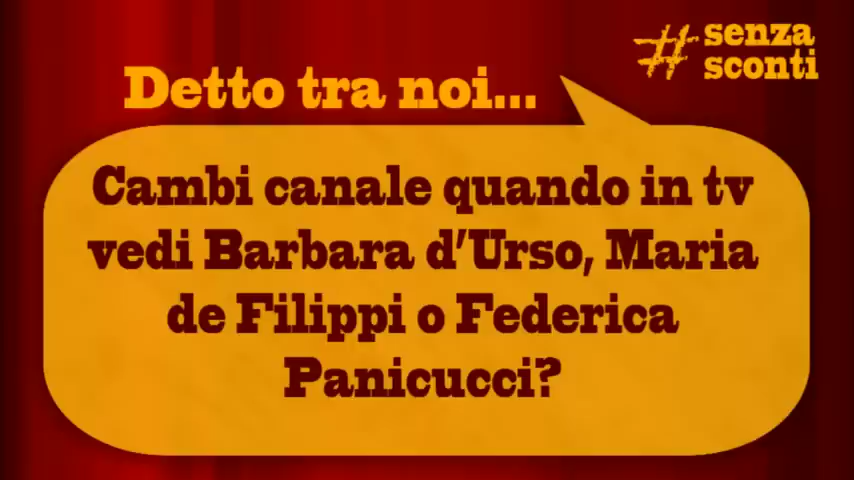 #senza
sconti
Detto tra noi...
Cambi canale quando in tv
vedi Barbara d'Urso, Maria
de Filippi o Federica
Panicucci?